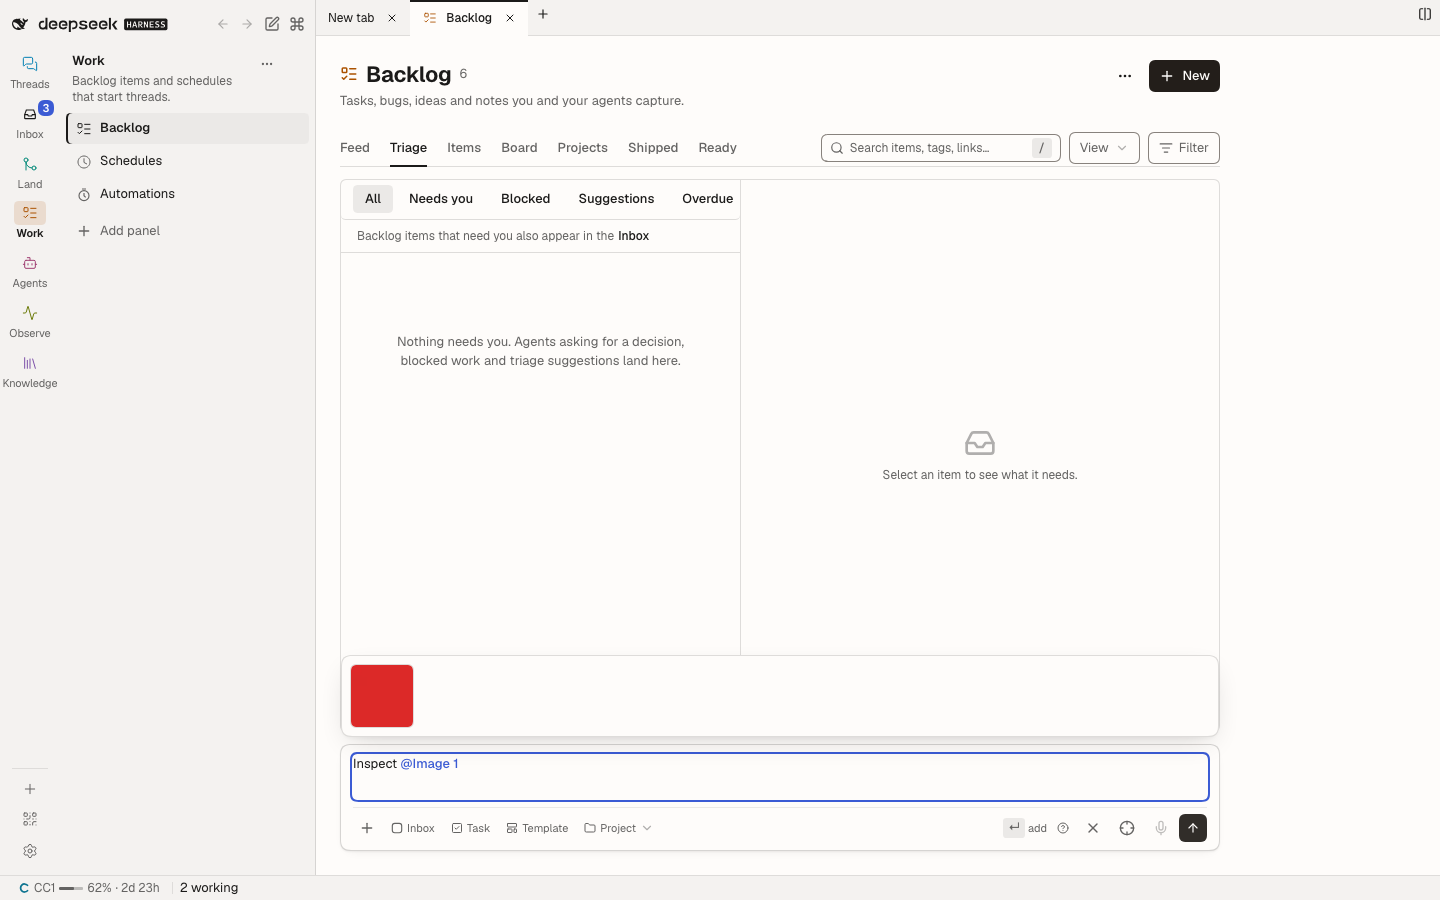 deepseek HARNESS
New tab
Backlog
Threads
3
Inbox
Land
Work
Agents
Observe
Knowledge
Work
Backlog items and schedules
that start threads.
Backlog
Schedules
Automations
Add panel
Backlog 6
New
Tasks, bugs, ideas and notes you and your agents capture.
Feed Triage Items Board Projects Shipped Ready
Search items, tags, links... /
View
Filter
All Needs you Blocked Suggestions Overdue
Backlog items that need you also appear in the Inbox
Nothing needs you. Agents asking for a decision,
blocked work and triage suggestions land here.
Select an item to see what it needs.
Inspect @Image 1
Inbox Task Template Project
add
C CC1 62% · 2d 23h 2 working